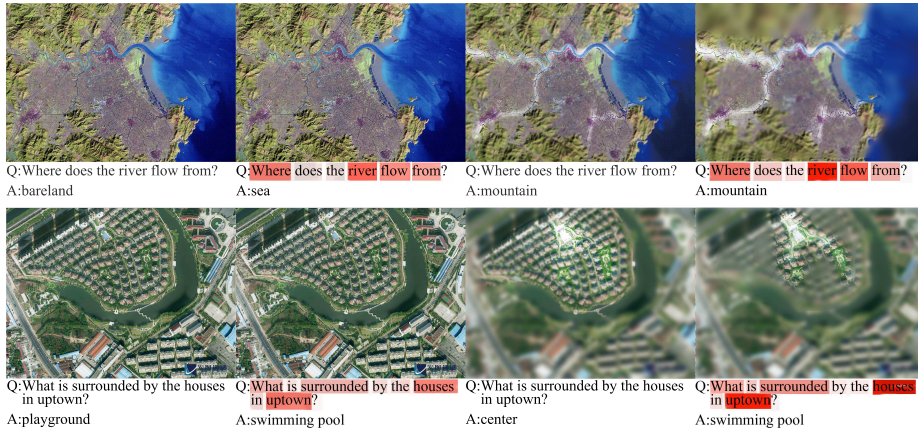 Q:Where does the river flow from?
A:bareland
Q:Where does the river flow from?
A:sea
Q:Where does the river flow from?
A:mountain
Q:Where does the river flow from?
A:mountain
Q:What is surrounded by the houses
in uptown?
A:playground
Q:What is surrounded by the houses
in uptown?
A:swimming pool
Q:What is surrounded by the houses
in uptown?
A:center
Q:What is surrounded by the houses
in uptown?
A:swimming pool